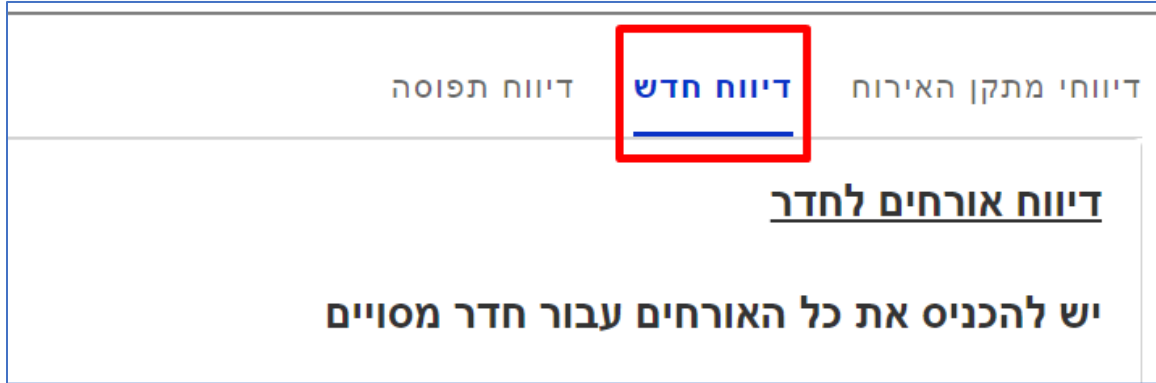 דיווחי מתקן האירוח דיווח חדש דיווח תפוסה
דיווח אורחים לחדר
יש להכניס את כל האורחים עבור חדר מסויים